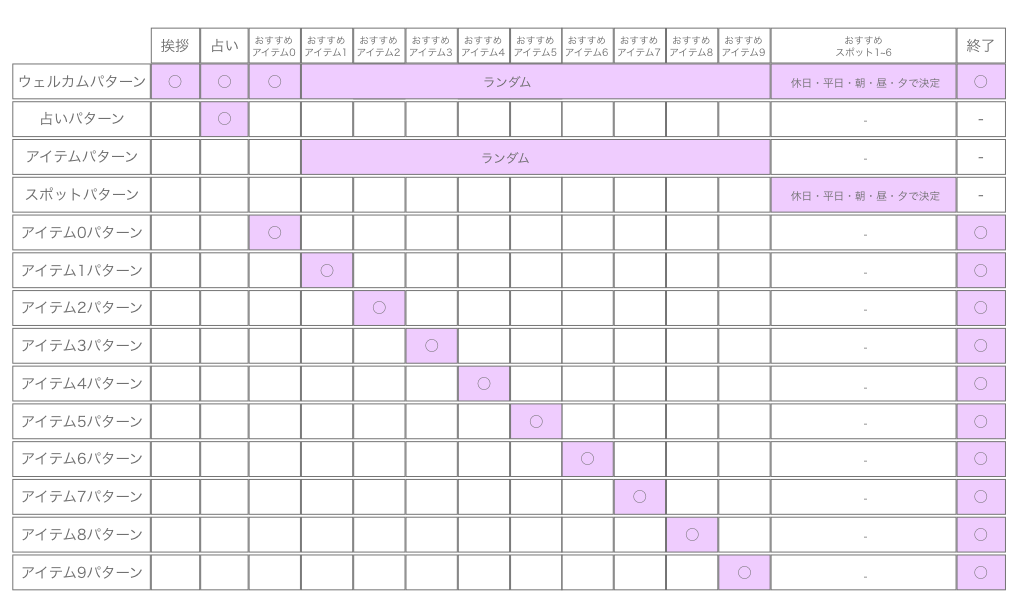 挨拶 占い おすすめ アイテム0 おすすめ アイテム1 おすすめ アイテム2 おすすめ アイテム3 おすすめ アイテム4 おすすめ アイテム5 おすすめ アイテム6 おすすめ アイテム7 おすすめ アイテム8 おすすめ アイテム9 おすすめ スポット1~6 終了
ウェルカムパターン ○ ○ ○ ランダム 休日・平日・朝・昼・夕で決定 ○
占いパターン ○ - -
アイテムパターン ランダム - -
スポットパターン 休日・平日・朝・昼・夕で決定 -
アイテム0パターン ○ - ○
アイテム1パターン ○ - ○
アイテム2パターン ○ - ○
アイテム3パターン ○ - ○
アイテム4パターン ○ - ○
アイテム5パターン ○ - ○
アイテム6パターン ○ - ○
アイテム7パターン ○ - ○
アイテム8パターン ○ - ○
アイテム9パターン ○ - ○